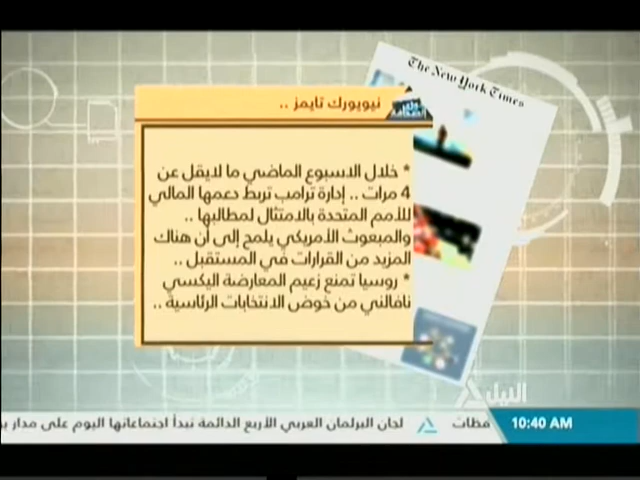 The New York Times
نيويورك تايمز ..
* خلال الاسبوع الماضي ما لايقل عن
4 مرات .. إدارة ترامب تربط دعمها المالي
للأمم المتحدة بالامتثال لمطالبها ..
والمبعوث الأمريكي يلمح إلى أن هناك
المزيد من القرارات في المستقبل ..
* روسيا تمنع زعيم المعارضة اليكسي
نافالني من خوض الانتخابات الرئاسية ..
النيل
لجان البرلمان العربي الأربع الدائمة تبدأ اجتماعاتها اليوم على مدار
10:40 AM